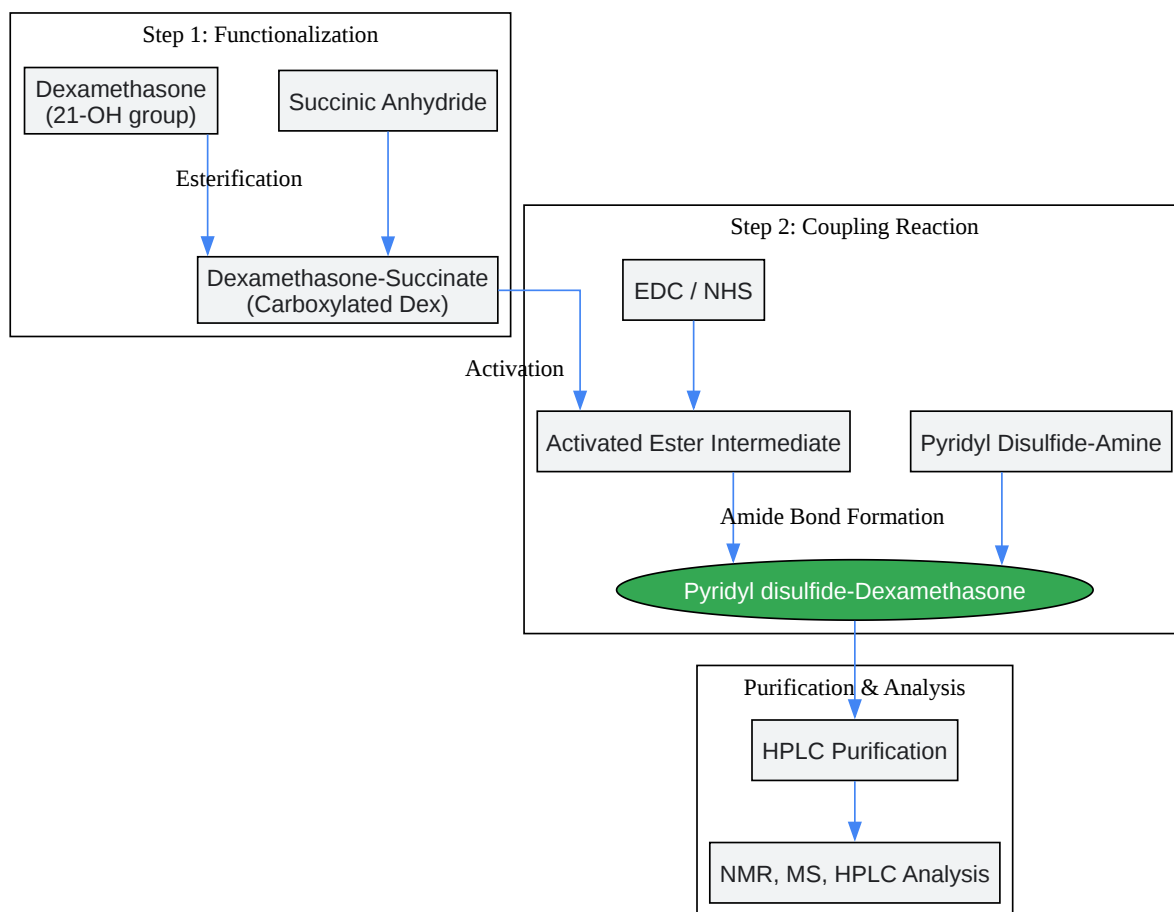 Step 1: Functionalization
Dexamethasone
(21-OH group)
Succinic Anhydride
Esterification
Dexamethasone-Succinate
(Carboxylated Dex)
Step 2: Coupling Reaction
EDC / NHS
Activation
Activated Ester Intermediate
Pyridyl Disulfide-Amine
Amide Bond Formation
Pyridyl disulfide-Dexamethasone
Purification & Analysis
HPLC Purification
NMR, MS, HPLC Analysis